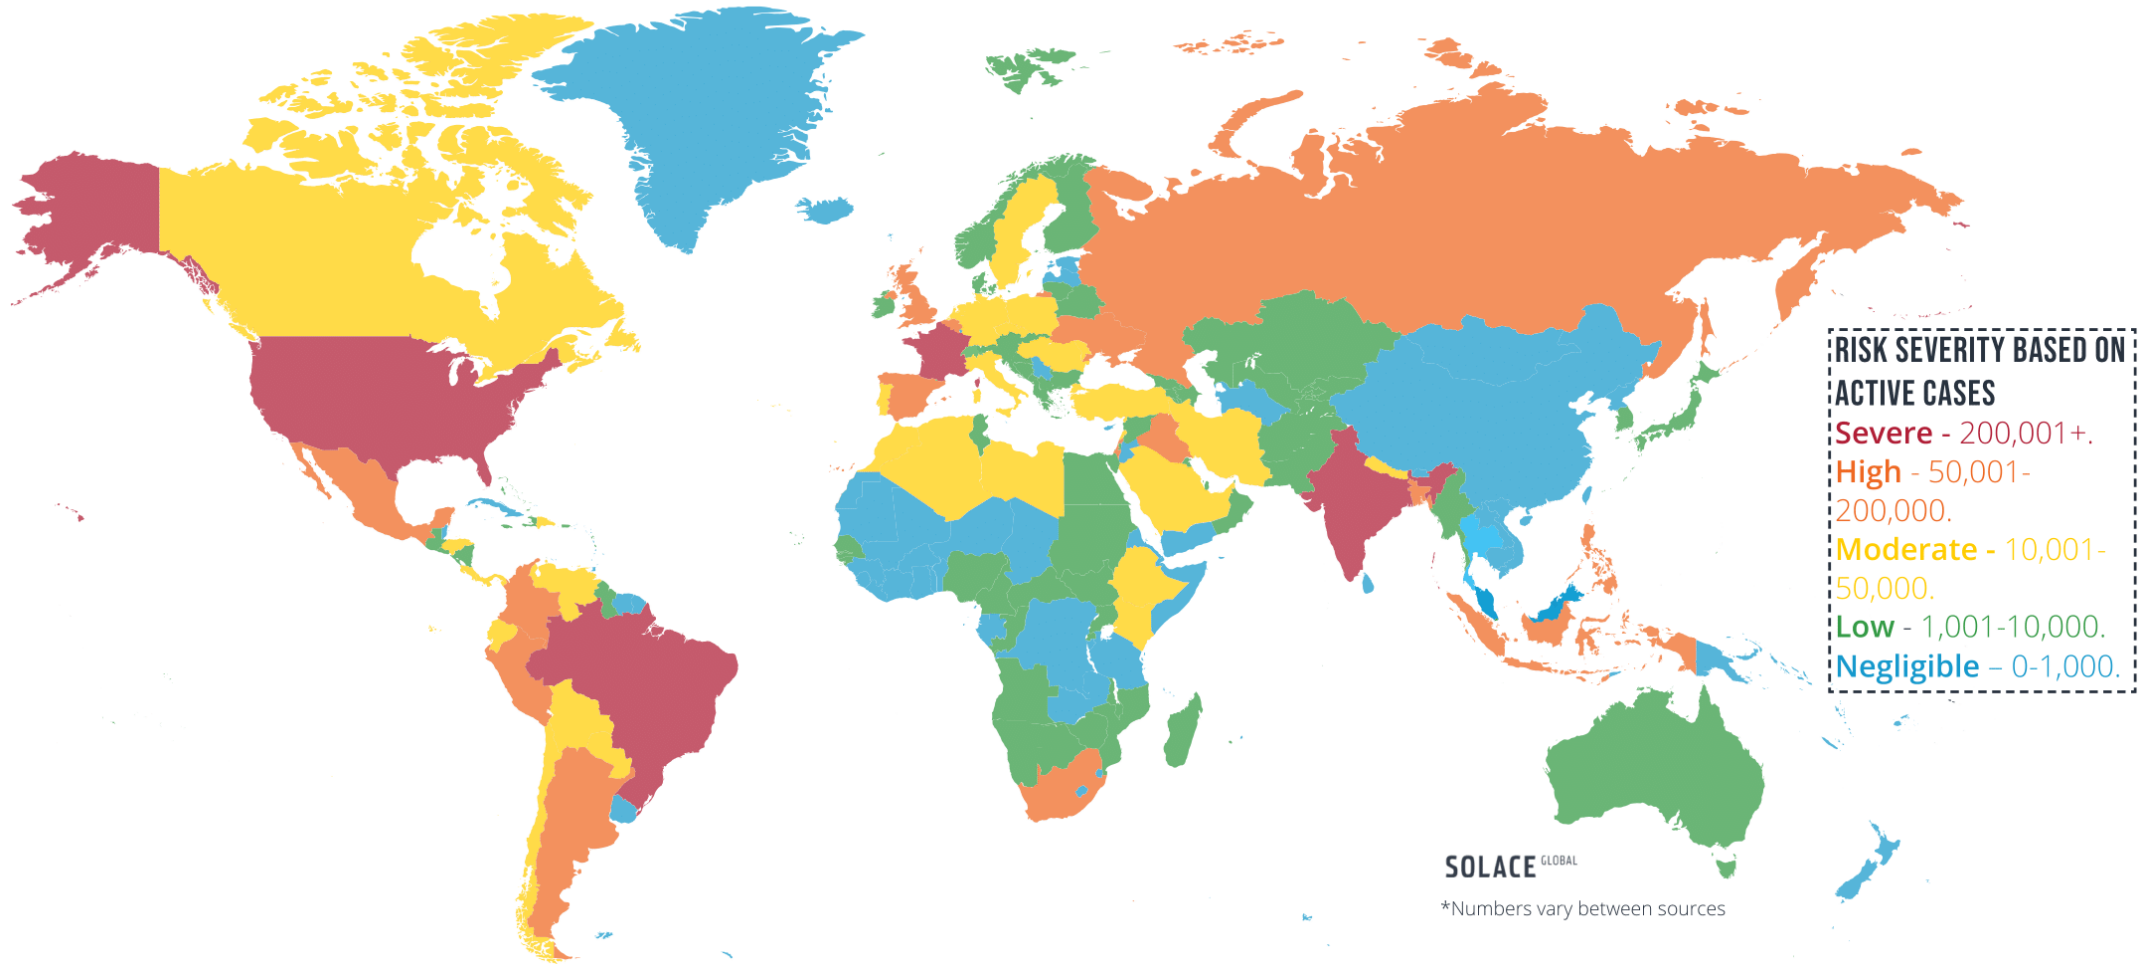 RISK SEVERITY BASED ON
ACTIVE CASES
Severe - 200,001+.
High - 50,001-
200,000.
Moderate - 10,001-
50,000.
Low - 1,001-10,000.
Negligible – 0-1,000.
SOLACE GLOBAL
*Numbers vary between sources